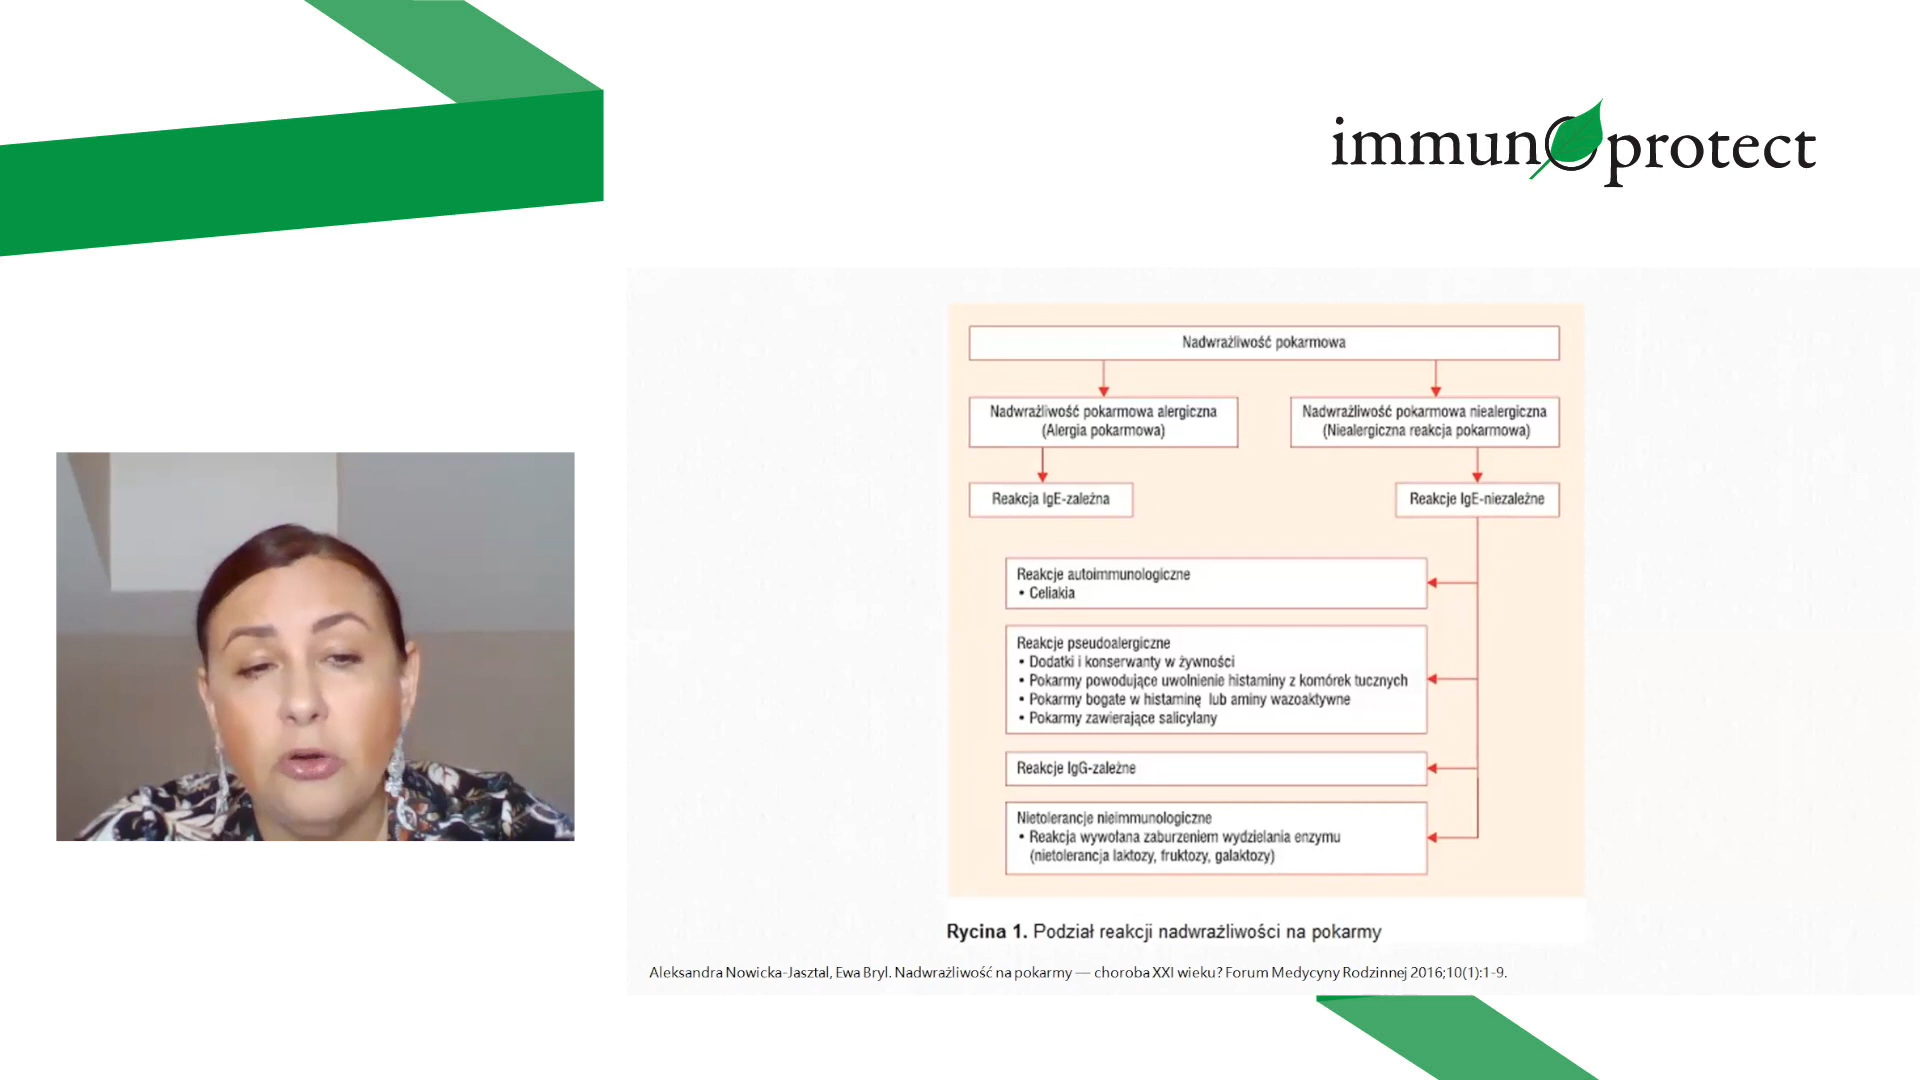 immunoprotect
Nadwrażliwość pokarmowa
Nadwrażliwość pokarmowa alergiczna
(Alergia pokarmowa)
Nadwrażliwość pokarmowa niealergiczna
(Niealergiczna reakcja pokarmowa)
Reakcja IgE-zależna
Reakcje IgE-niezależne
Reakcje autoimmunologiczne
• Celiakia
Reakcje pseudoalergiczne
• Dodatki i konserwanty w żywności
• Pokarmy powodujące uwolnienie histaminy z komórek tucznych
• Pokarmy bogate w histaminę lub aminy wazoaktywne
• Pokarmy zawierające salicylany
Reakcje IgG-zależne
Nietolerancje nieimmunologiczne
• Reakcja wywołana zaburzeniem wydzielania enzymu
(nietolerancja laktozy, fruktozy, galaktozy)
Rycina 1. Podział reakcji nadwrażliwości na pokarmy
Aleksandra Nowicka-Jasztal, Ewa Bryl. Nadwrażliwość na pokarmy — choroba XXI wieku? Forum Medycyny Rodzinnej 2016;10(1):1-9.